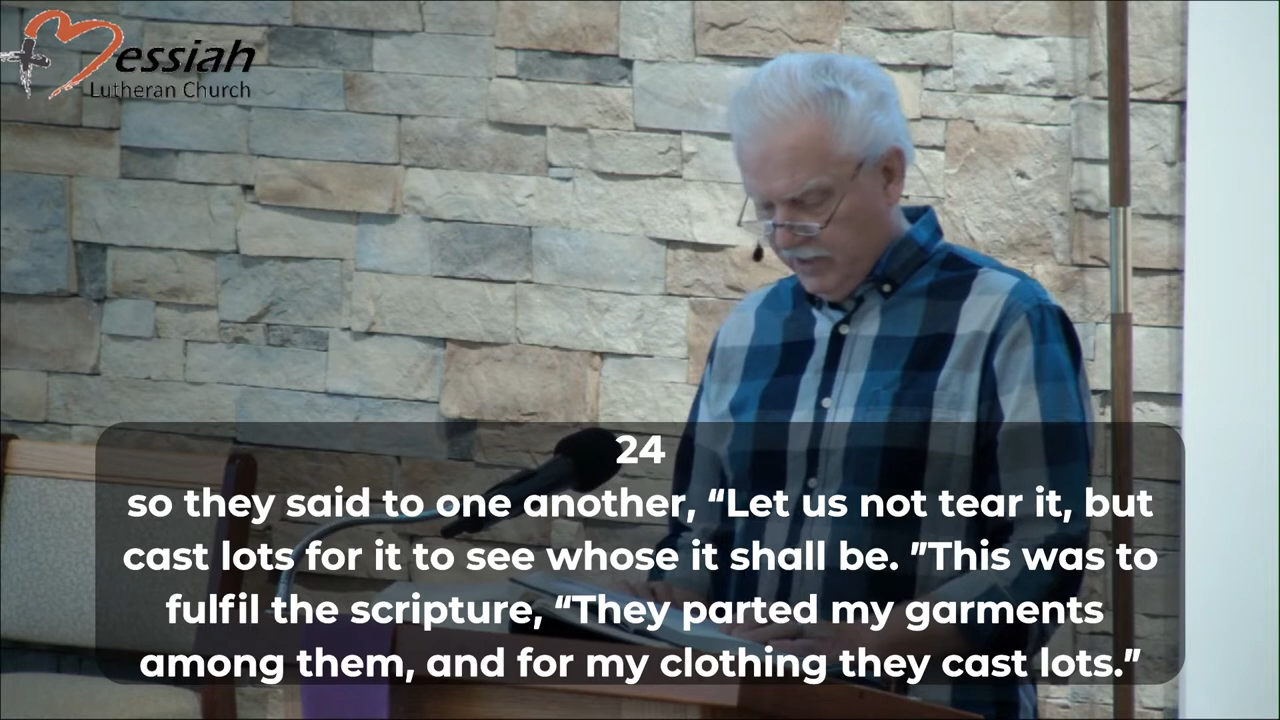 Messiah
Lutheran Church
24
so they said to one another, “Let us not tear it, but
cast lots for it to see whose it shall be. ”This was to
fulfil the scripture, “They parted my garments
among them, and for my clothing they cast lots.”